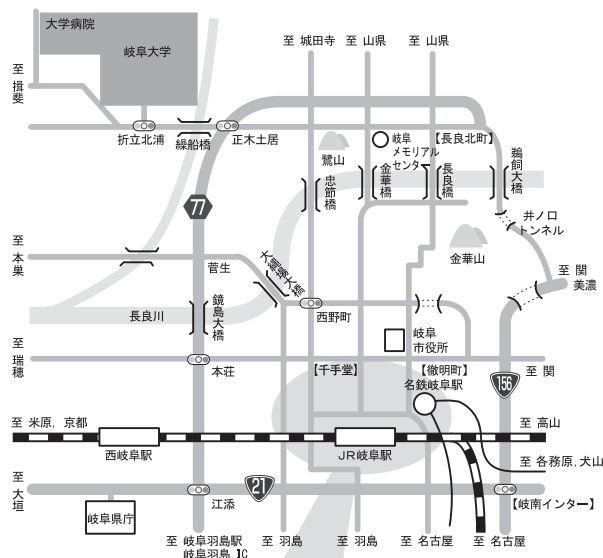 大学病院
岐阜大学
至 城田寺
至 山県
至 山県
至 揖斐
折立北浦
繰船橋
正木土居
鷺山
岐阜
メモリアル
センター
【長良北町】
忠節橋
金華橋
長良橋
鵜飼大橋
井ノ口
トンネル
77
至 本巣
菅生
大縄場大橋
金華山
至 関
美濃
長良川
鏡島大橋
西野町
岐阜
市役所
至 瑞穂
本荘
【千手堂】
【徹明町】
名鉄岐阜駅
156
至 関
至 米原, 京都
至 高山
西岐阜駅
JR岐阜駅
至 各務原, 犬山
至 大垣
21
江添
【岐南インター】
岐阜県庁
至 岐阜羽島駅
岐阜羽島 IC
至 羽島
至 羽島
至 名古屋
至 名古屋